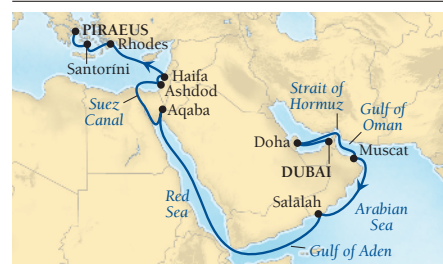 PIRAEUS
Rhodes
Santoríni
Haifa
Ashdod
Suez
Canal
Aqaba
Strait of
Hormuz
Gulf of
Oman
Doha
Muscat
DUBAI
Salālah
Red
Sea
Arabian
Sea
Gulf of Aden